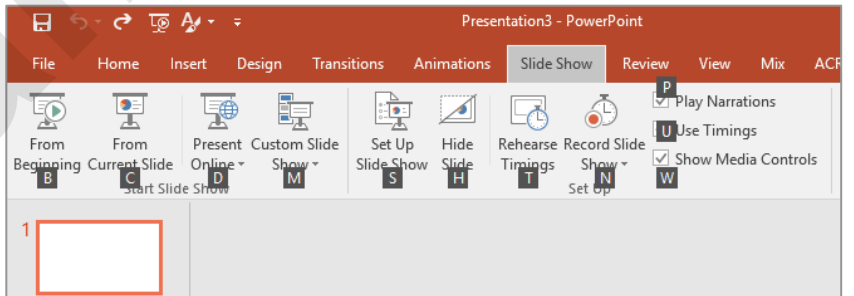 Presentation3 - PowerPoint
File Home Insert Design Transitions Animations Slide Show Review View Mix ACR
From Beginning
B
From Current Slide
C
Present Online
D
Custom Slide Show
M
Start Slide Show
Set Up Slide Show
S
Hide Slide
H
Rehearse Timings
T
Record Slide Show
N
P
Play Narrations
U
Use Timings
Show Media Controls
W
Set Up
1